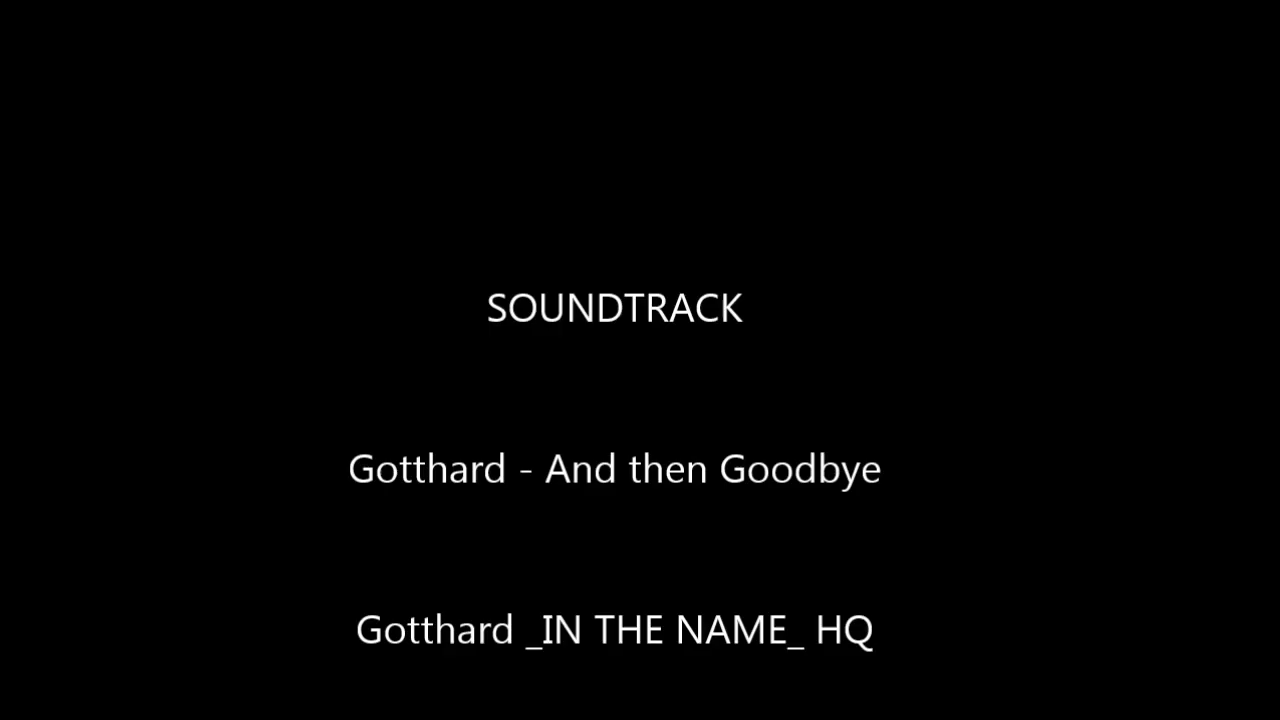 SOUNDTRACK
Gotthard - And then Goodbye
Gotthard _IN THE NAME_ HQ